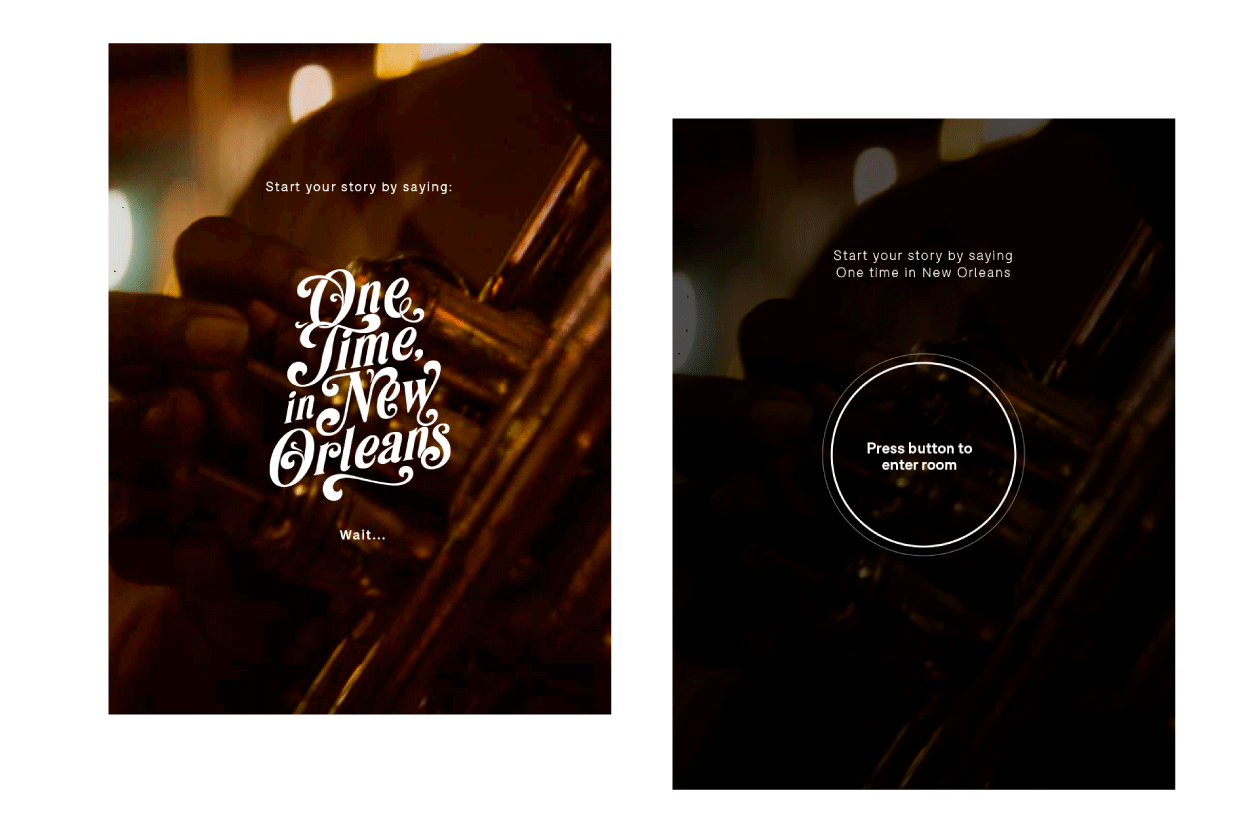 Start your story by saying:
One
Time,
in New
Orleans
Wait...
Start your story by saying
One time in New Orleans
Press button to
enter room